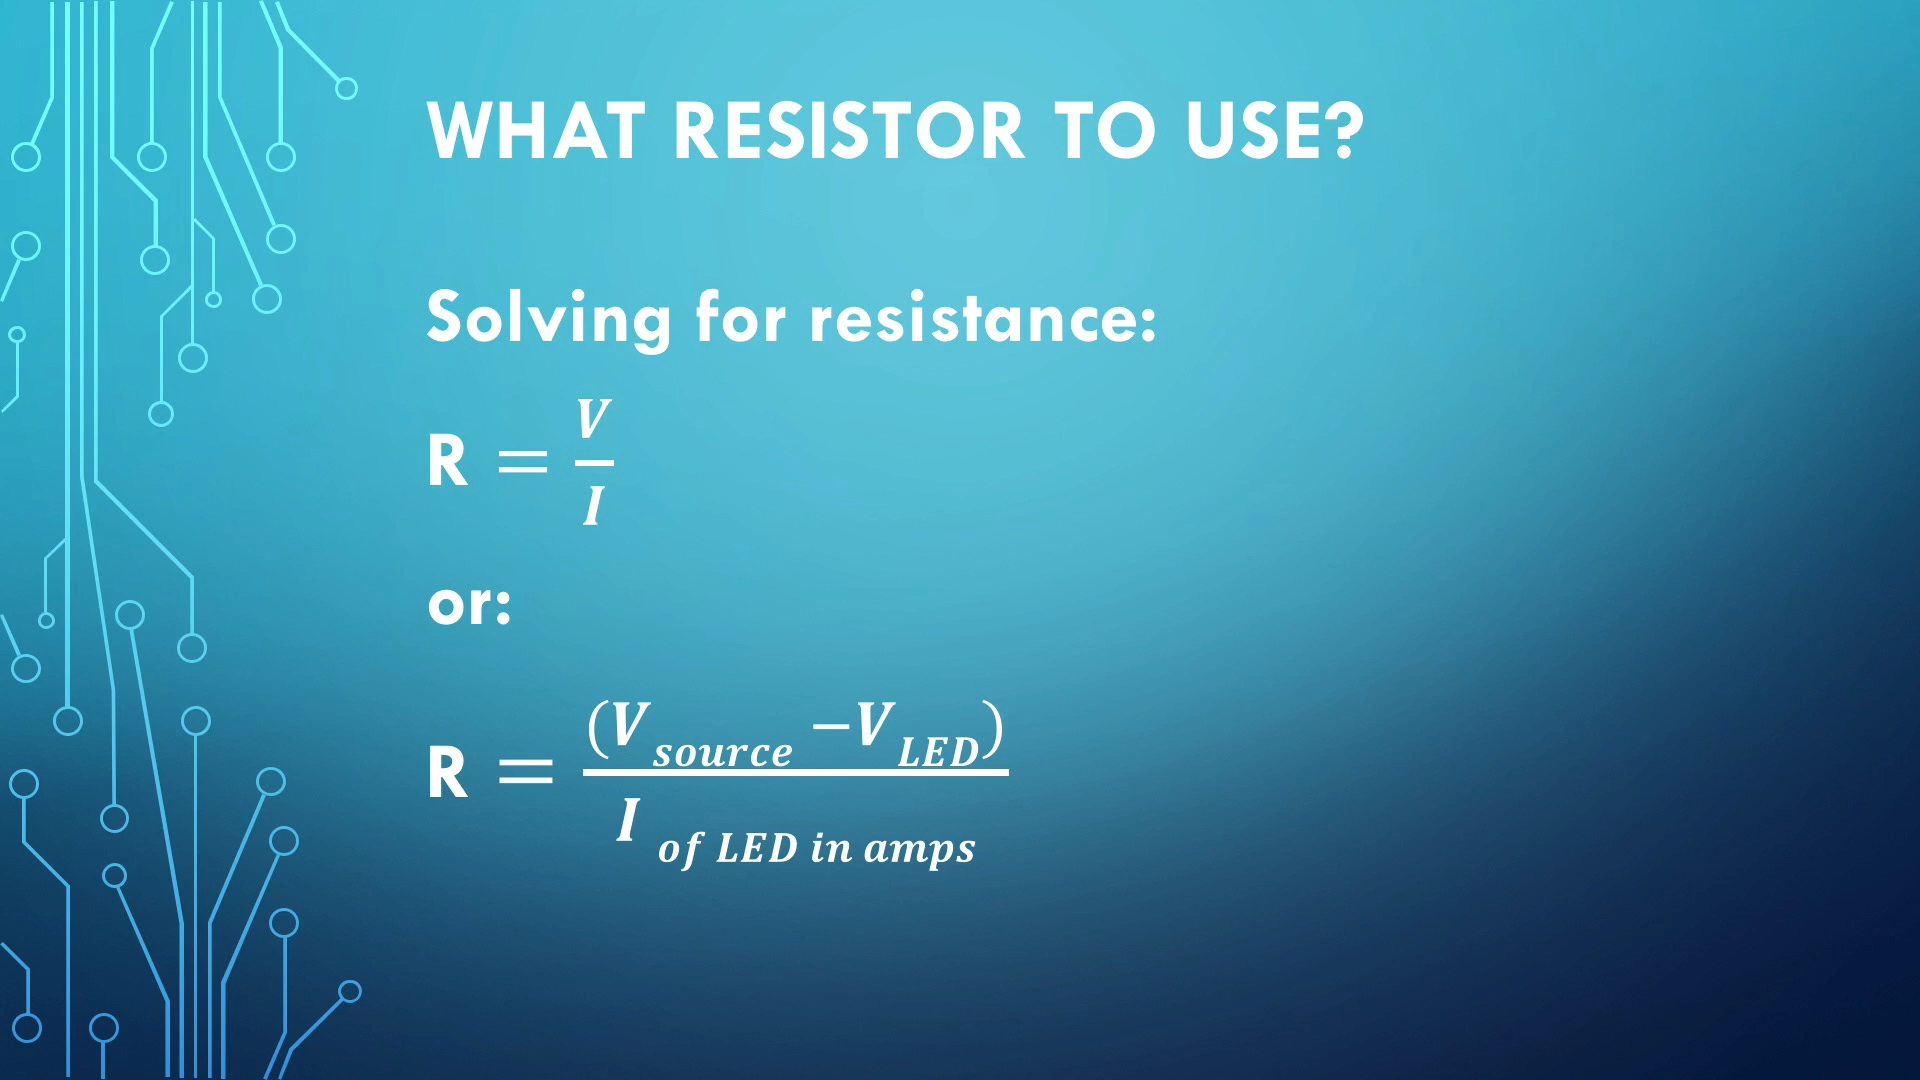 WHAT RESISTOR TO USE?
Solving for resistance:
R = V/I
or:
R = (V source −V LED)/I of LED in amps